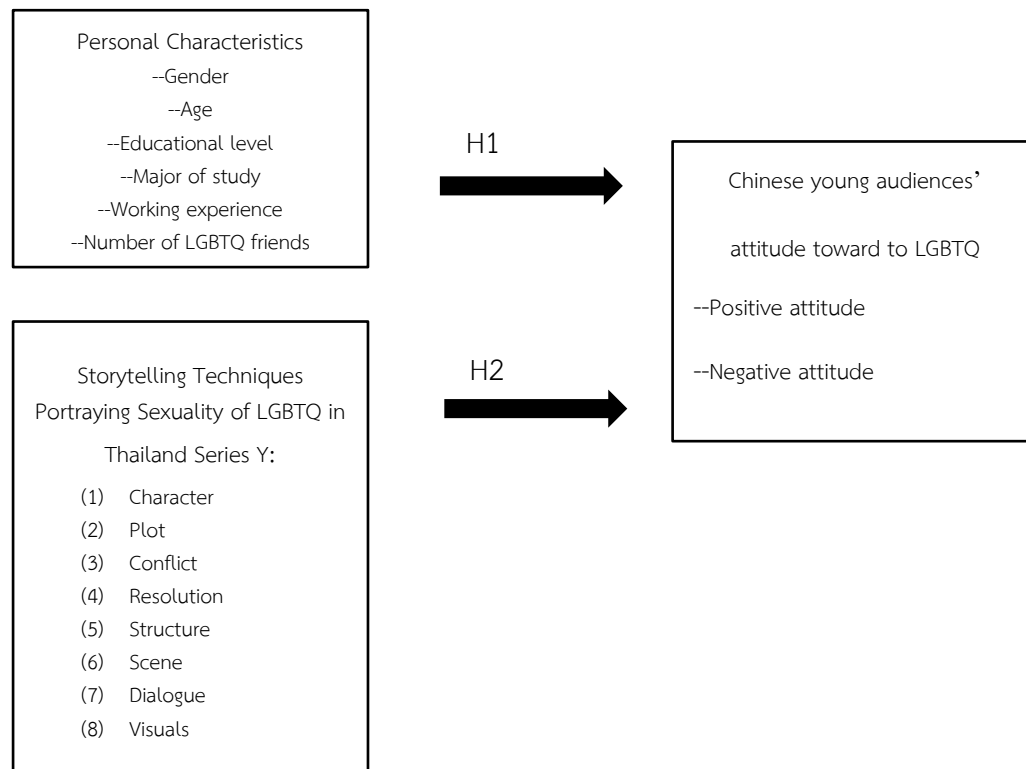 Personal Characteristics
--Gender
--Age
--Educational level
--Major of study
--Working experience
--Number of LGBTQ friends
H1
Chinese young audiences’
attitude toward to LGBTQ
--Positive attitude
--Negative attitude
Storytelling Techniques
Portraying Sexuality of LGBTQ in
Thailand Series Y:
(1) Character
(2) Plot
(3) Conflict
(4) Resolution
(5) Structure
(6) Scene
(7) Dialogue
(8) Visuals
H2